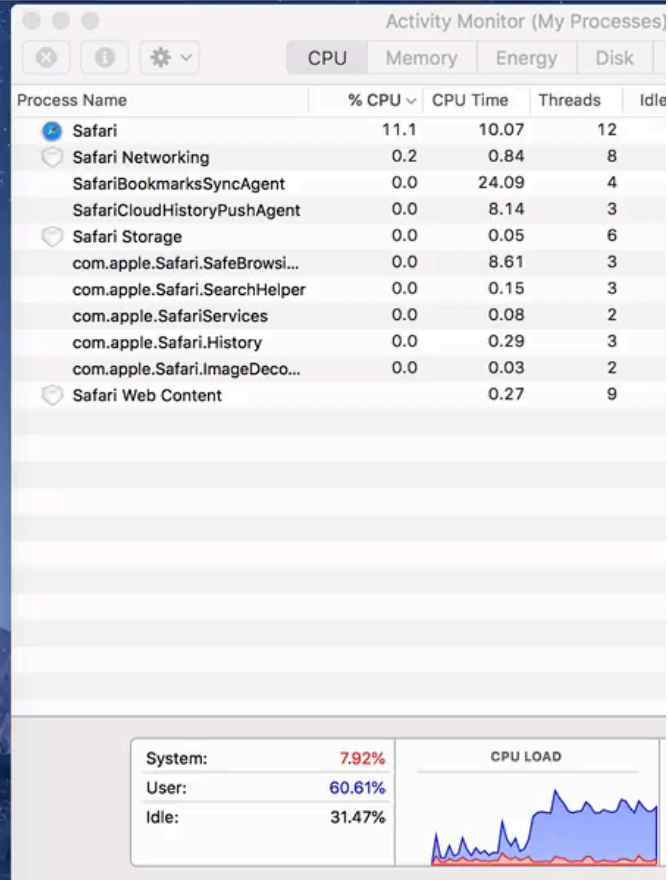 Activity Monitor (My Processes)
CPU Memory Energy Disk
Process Name % CPU CPU Time Threads Idle
Safari 11.1 10.07 12
Safari Networking 0.2 0.84 8
SafariBookmarksSyncAgent 0.0 24.09 4
SafariCloudHistoryPushAgent 0.0 8.14 3
Safari Storage 0.0 0.05 6
com.apple.Safari.SafeBrowsi... 0.0 8.61 3
com.apple.Safari.SearchHelper 0.0 0.15 3
com.apple.SafariServices 0.0 0.08 2
com.apple.Safari.History 0.0 0.29 3
com.apple.Safari.ImageDeco... 0.0 0.03 2
Safari Web Content 0.27 9
System: 7.92%
User: 60.61%
Idle: 31.47%
CPU LOAD